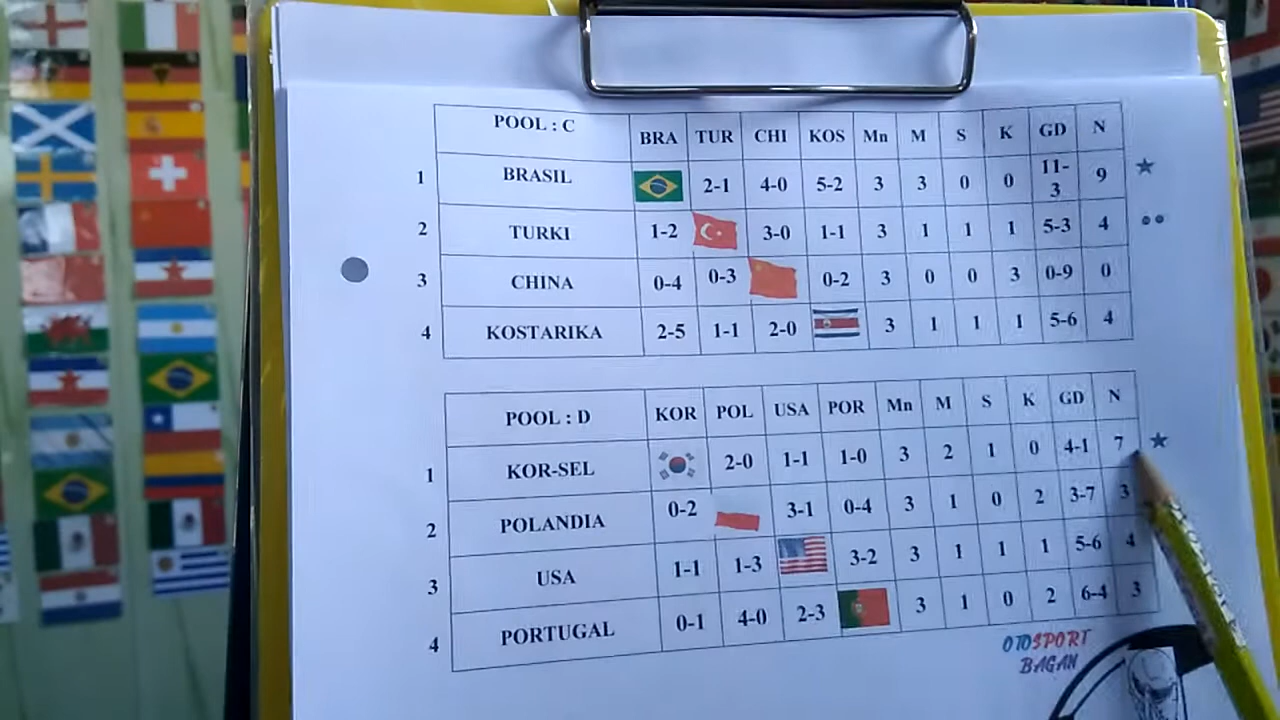 POOL : C BRA TUR CHI KOS Mn M S K GD N
1 BRASIL 2-1 4-0 5-2 3 3 0 0 11-3 9
2 TURKI 1-2 3-0 1-1 3 1 1 1 5-3 4
3 CHINA 0-4 0-3 0-2 3 0 0 3 0-9 0
4 KOSTARIKA 2-5 1-1 2-0 3 1 1 1 5-6 4
POOL : D KOR POL USA POR Mn M S K GD N
1 KOR-SEL 2-0 1-1 1-0 3 2 1 0 4-1 7
2 POLANDIA 0-2 3-1 0-4 3 1 0 2 3-7 3
3 USA 1-1 1-3 3-2 3 1 1 1 5-6 4
4 PORTUGAL 0-1 4-0 2-3 3 1 0 2 6-4 3
OTOSPORT
BAGAN